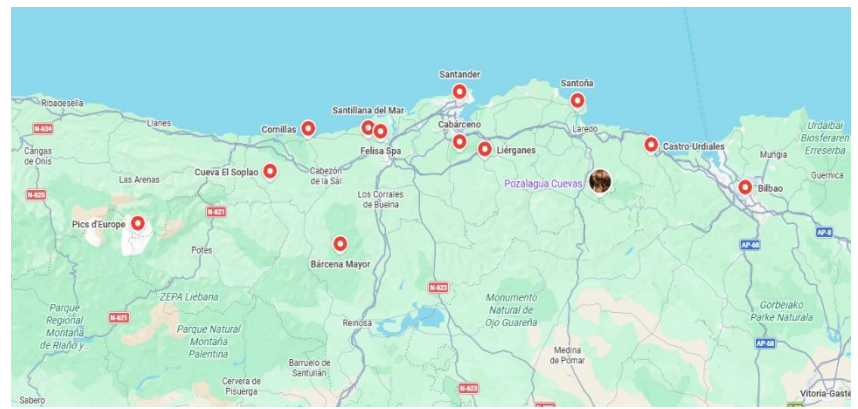 Ribadesella
Llanes
N-634
Cangas
de Onís
Las Arenas
N-625
Pics d'Europe
Potes
N-621
Cueva El Soplao
Comillas
Santillana del Mar
Felisa Spa
Cabezón
de la Sal
Los Corrales
de Buelna
Bárcena Mayor
Santander
Cabárceno
Liérganes
Santoña
Laredo
Castro-Urdiales
Pozalagua Cuevas
Bilbao
Mungia
Urdaibai
Biosferaren
Erreserba
Guernica
AP-8
AP-68
Gorbeiako
Parke Naturala
AP-68
Vitoria-Gaste
ZEPA Liébana
N-621
Parque
Regional
Montaña
de Riaño y...
Parque Natural
Montaña
Palentina
Reinosa
N-623
Monumento
Natural de
Ojo Guareña
Medina
de Pomar
Barruelo de
Santullán
Cervera de
Pisuerga
Sabero
N-623